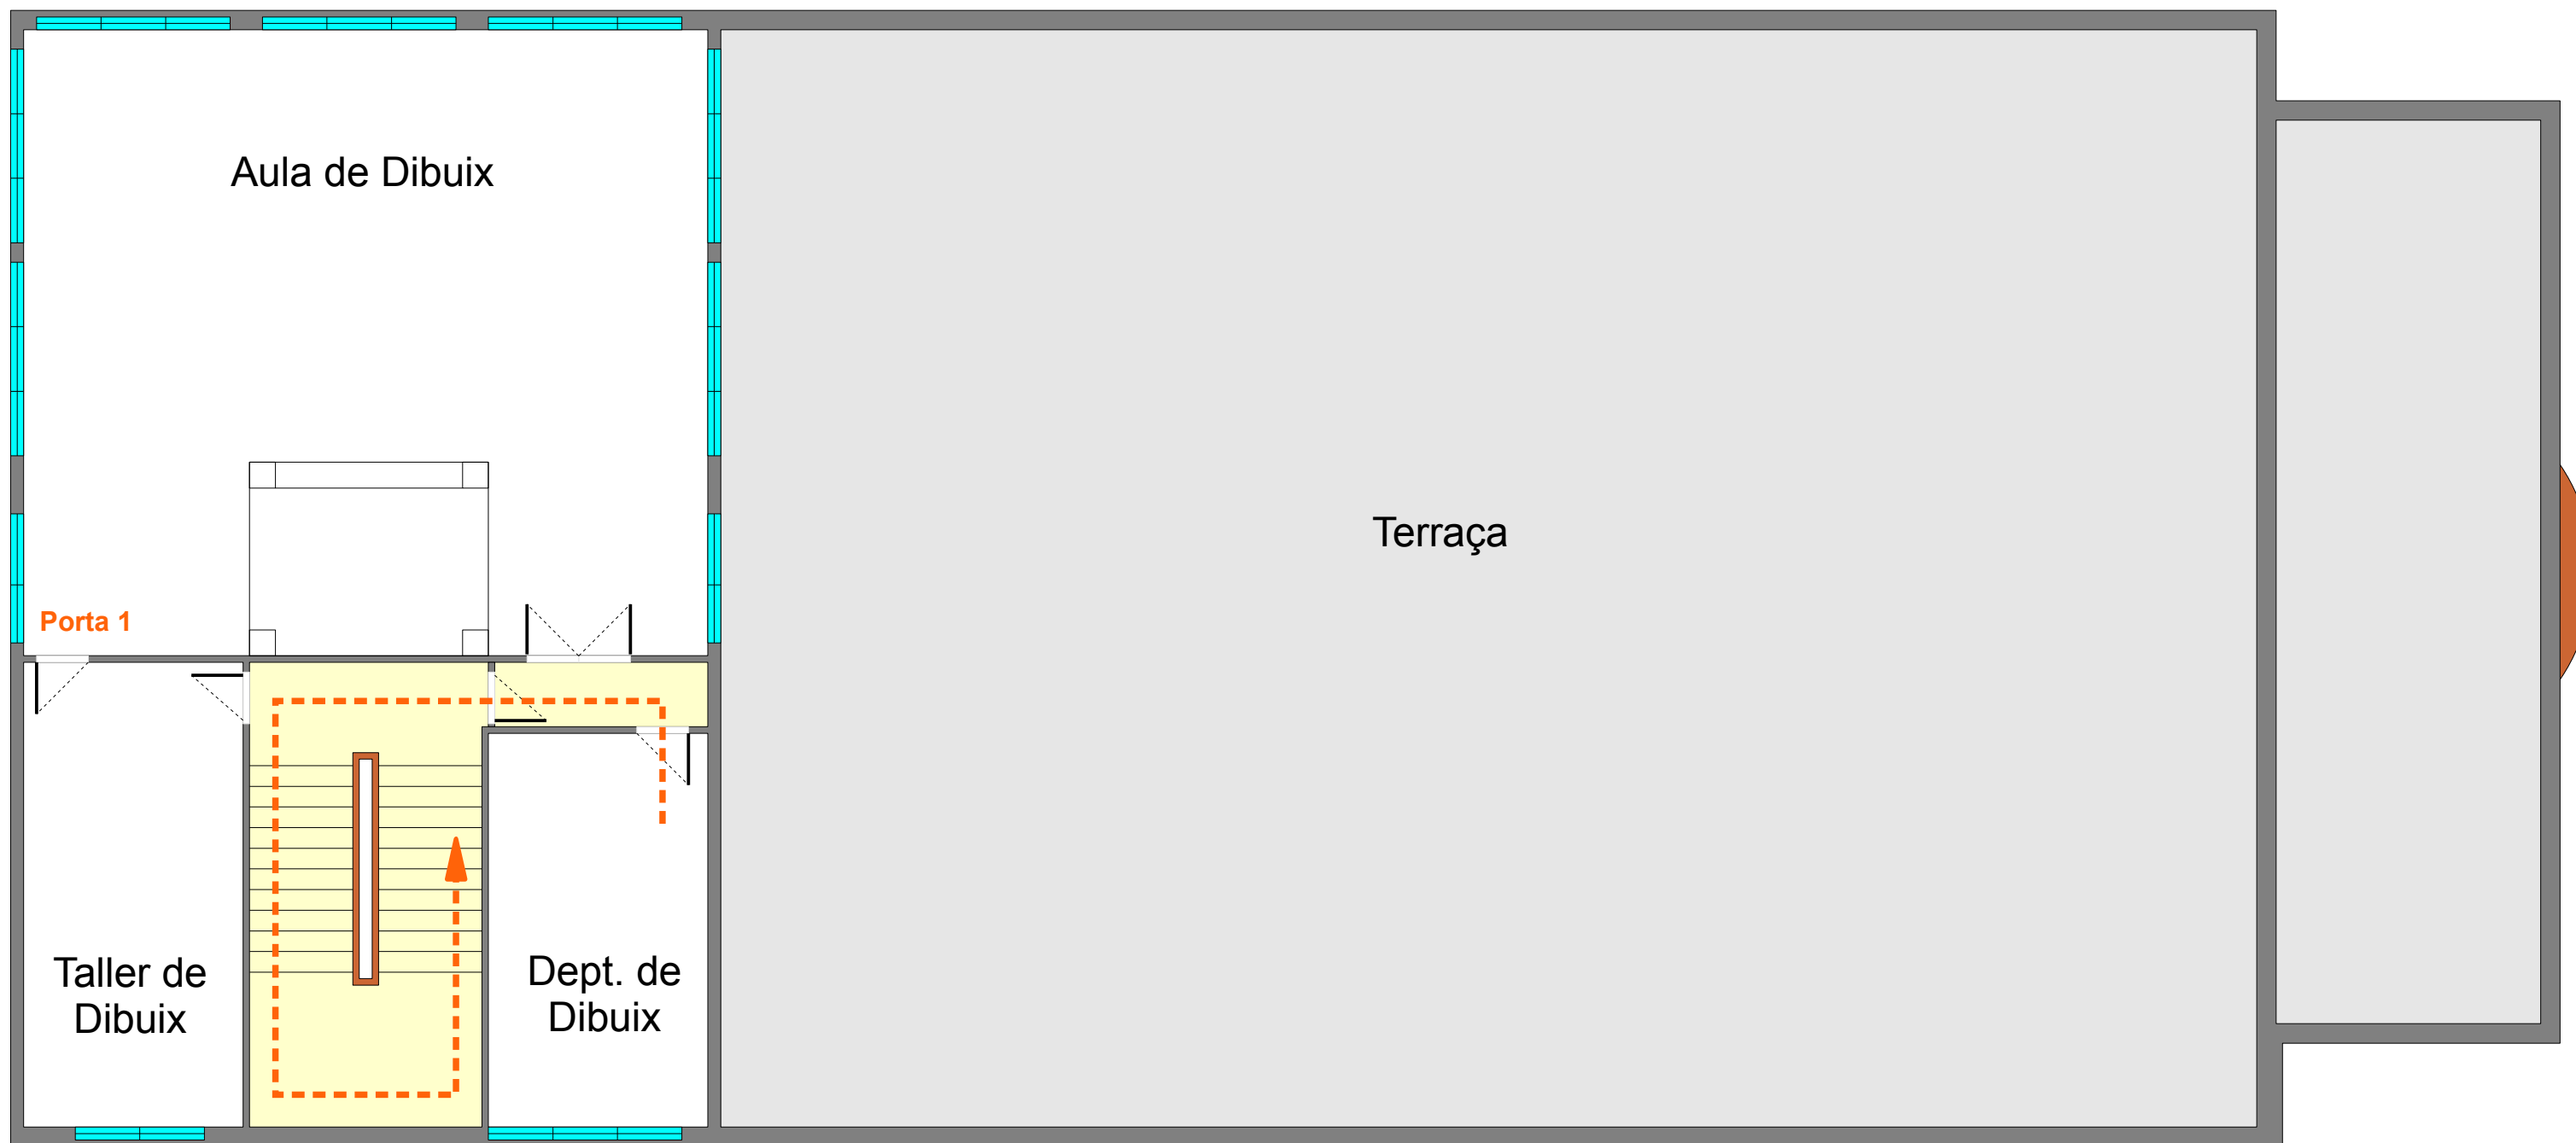 Aula de Dibuix
Terraça
Porta 1
Taller de
Dibuix
Dept. de
Dibuix